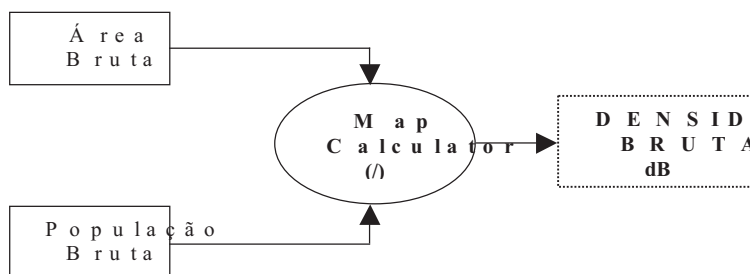 Área
Bruta
Map
Calculator
(/)
DENSID
BRUTA
dB
População
Bruta